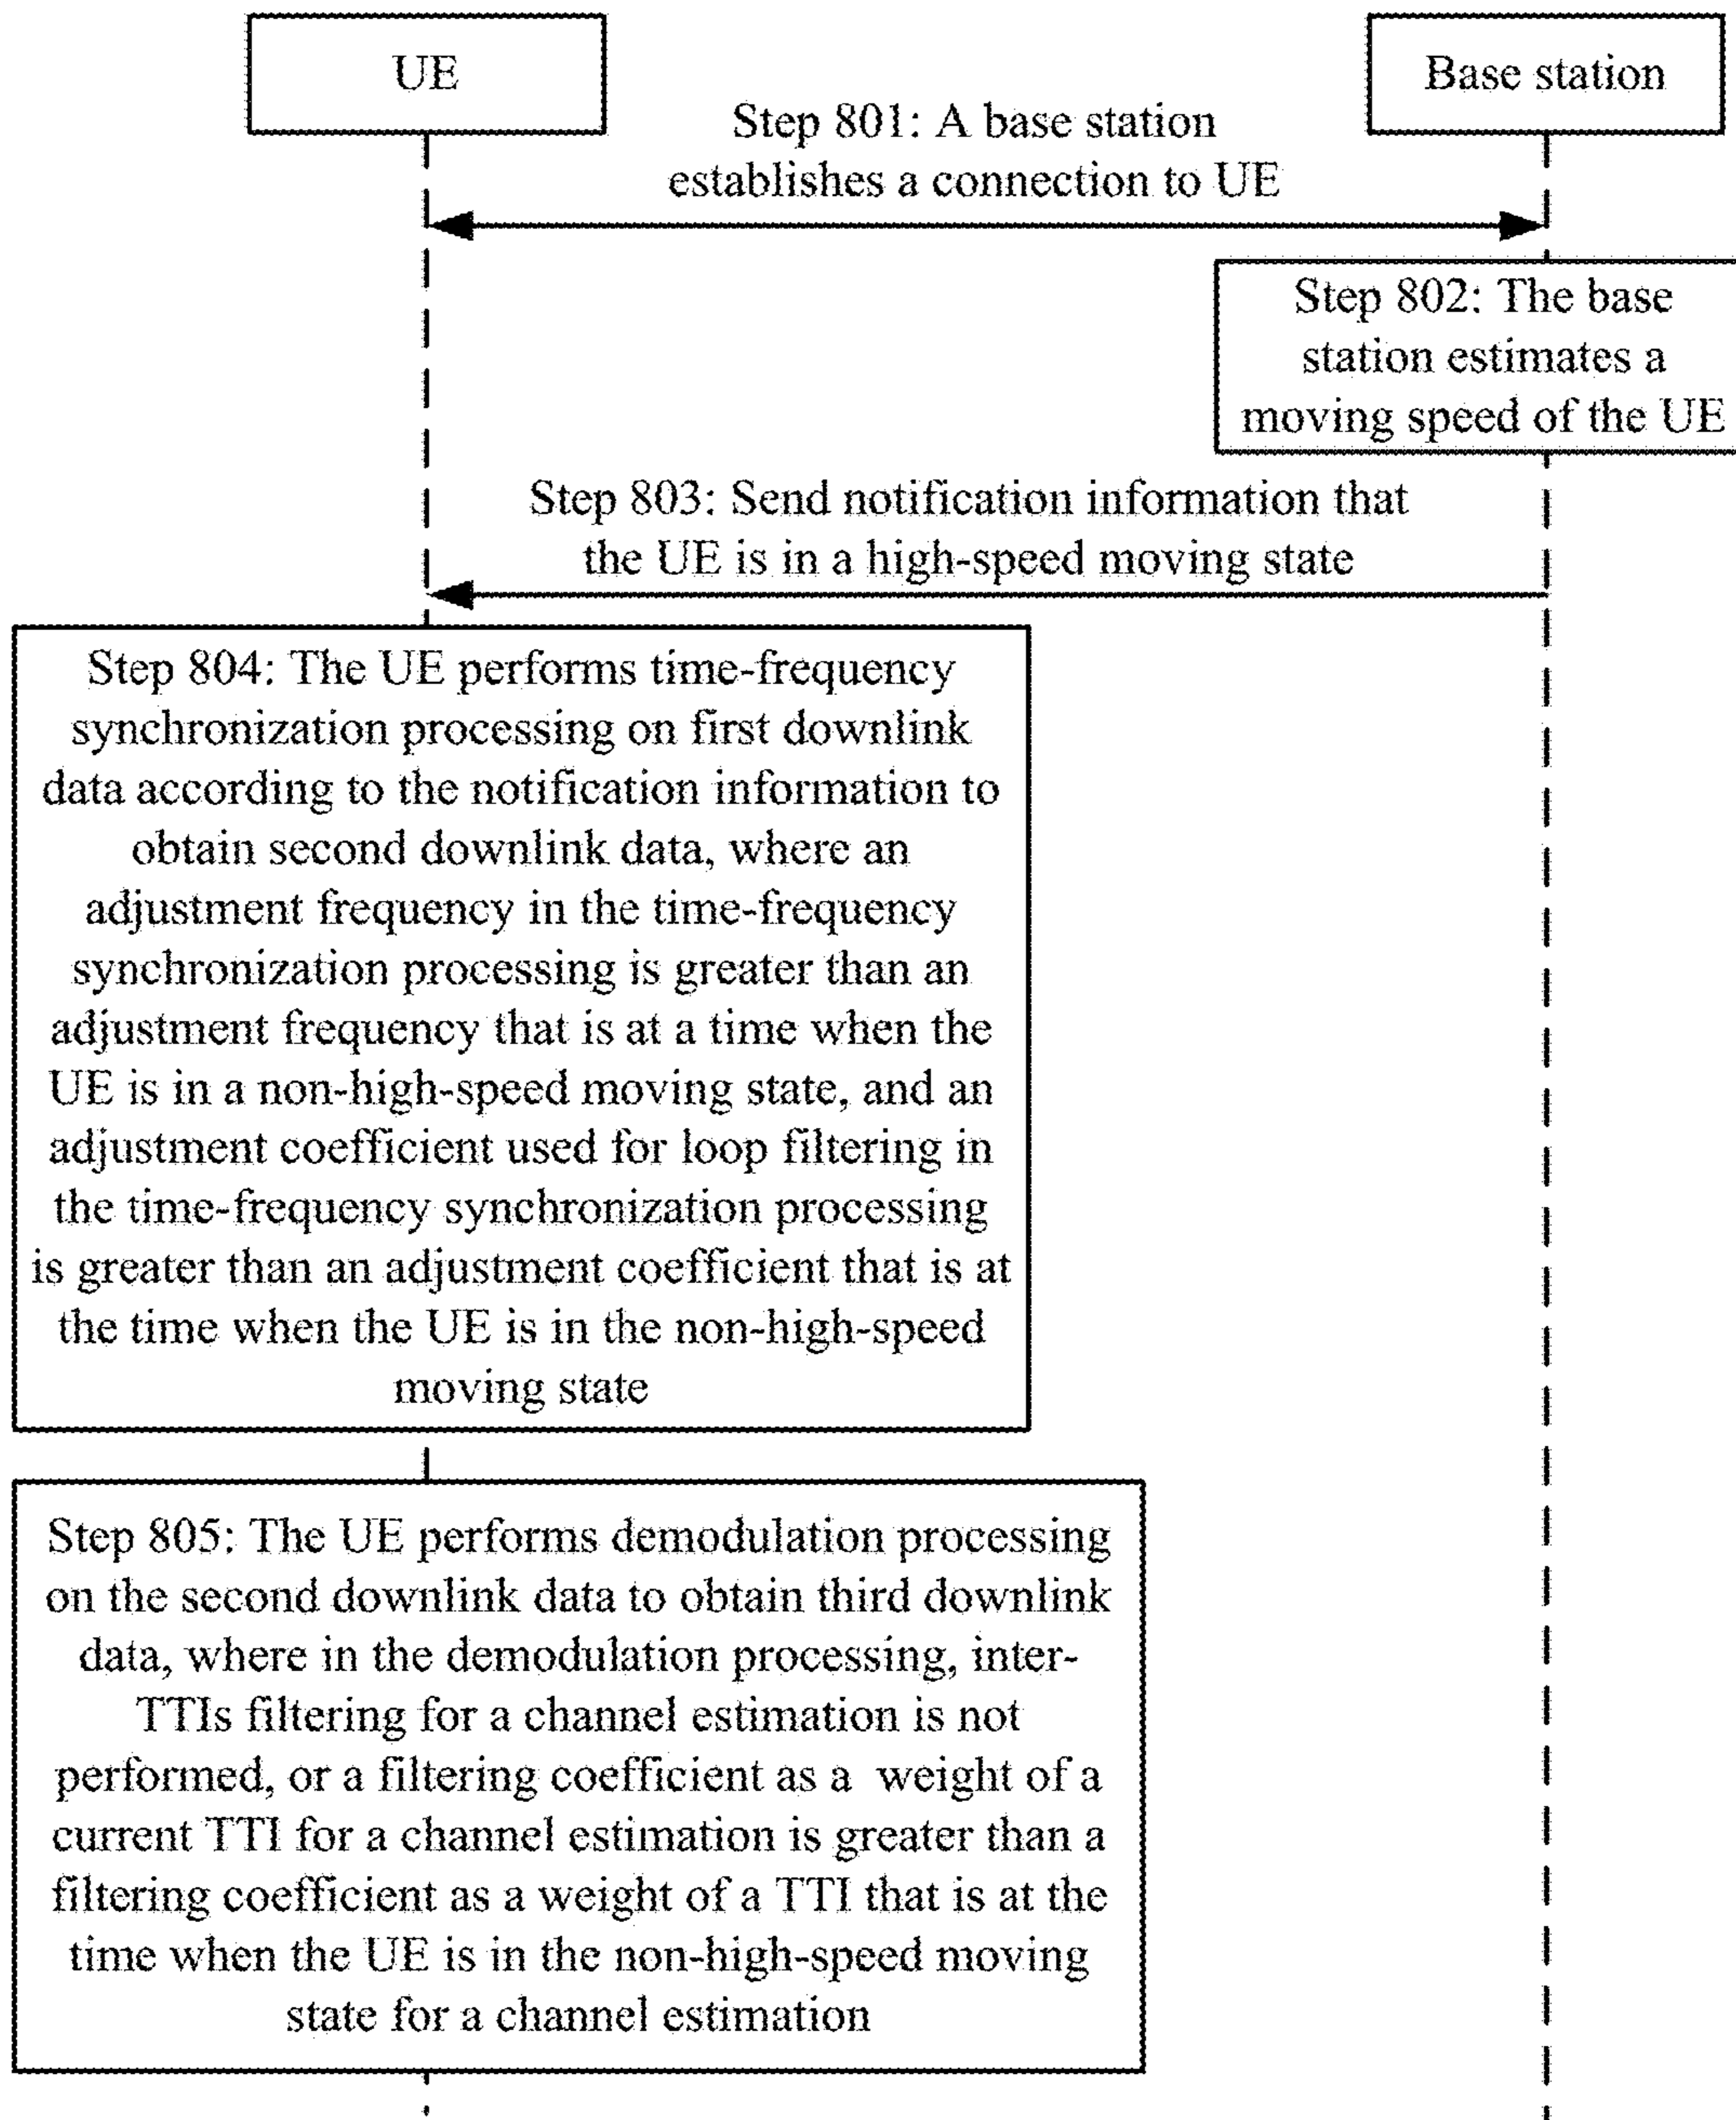 UE
Base station
Step 801: A base station
establishes a connection to UE
Step 802: The base
station estimates a
moving speed of the UE
Step 803: Send notification information that
the UE is in a high-speed moving state
Step 804: The UE performs time-frequency
synchronization processing on first downlink
data according to the notification information to
obtain second downlink data, where an
adjustment frequency in the time-frequency
synchronization processing is greater than an
adjustment frequency that is at a time when the
UE is in a non-high-speed moving state, and an
adjustment coefficient used for loop filtering in
the time-frequency synchronization processing
is greater than an adjustment coefficient that is at
the time when the UE is in the non-high-speed
moving state
Step 805: The UE performs demodulation processing
on the second downlink data to obtain third downlink
data, where in the demodulation processing, inter-
TTIs filtering for a channel estimation is not
performed, or a filtering coefficient as a weight of a
current TTI for a channel estimation is greater than a
filtering coefficient as a weight of a TTI that is at the
time when the UE is in the non-high-speed moving
state for a channel estimation